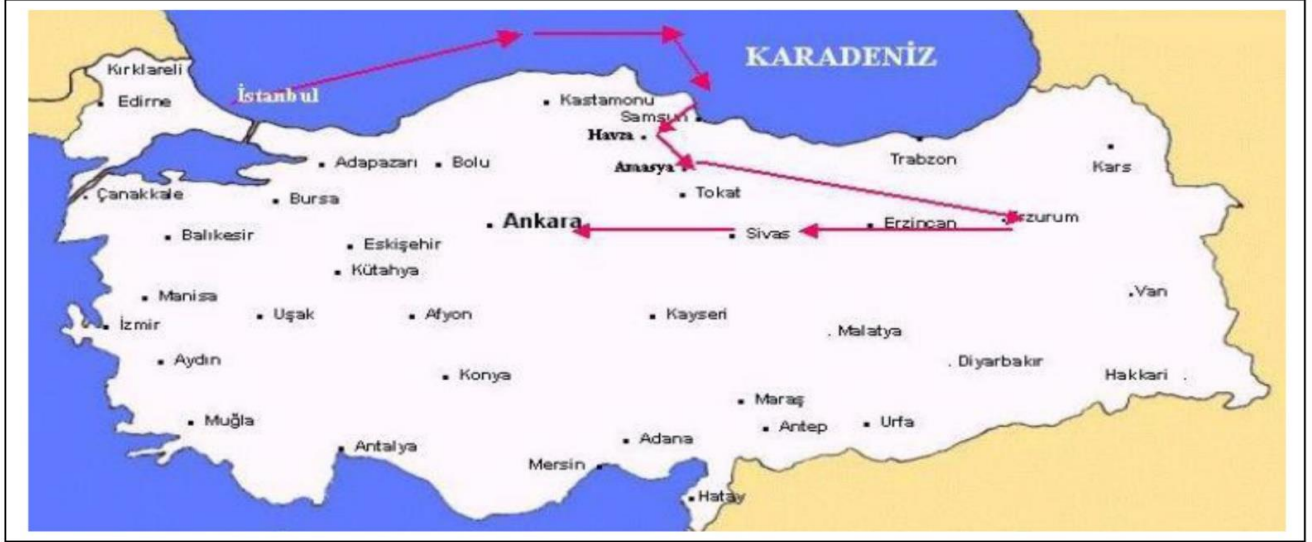 KARADENİZ
Kırklareli
Edirne
İstanbul
Kastamonu
Samsun
Havza
Trabzon
Kars
Adapazarı
Bolu
Amasya
Çanakkale
Bursa
Tokat
Ankara
Erzincan
Erzurum
Balıkesir
Sivas
Eskişehir
Kütahya
Manisa
Van
Uşak
Afyon
Kayseri
İzmir
Malatya
Aydın
Diyarbakır
Konya
Hakkari
Maraş
Muğla
Antep
Urfa
Antalya
Adana
Mersin
Hatay